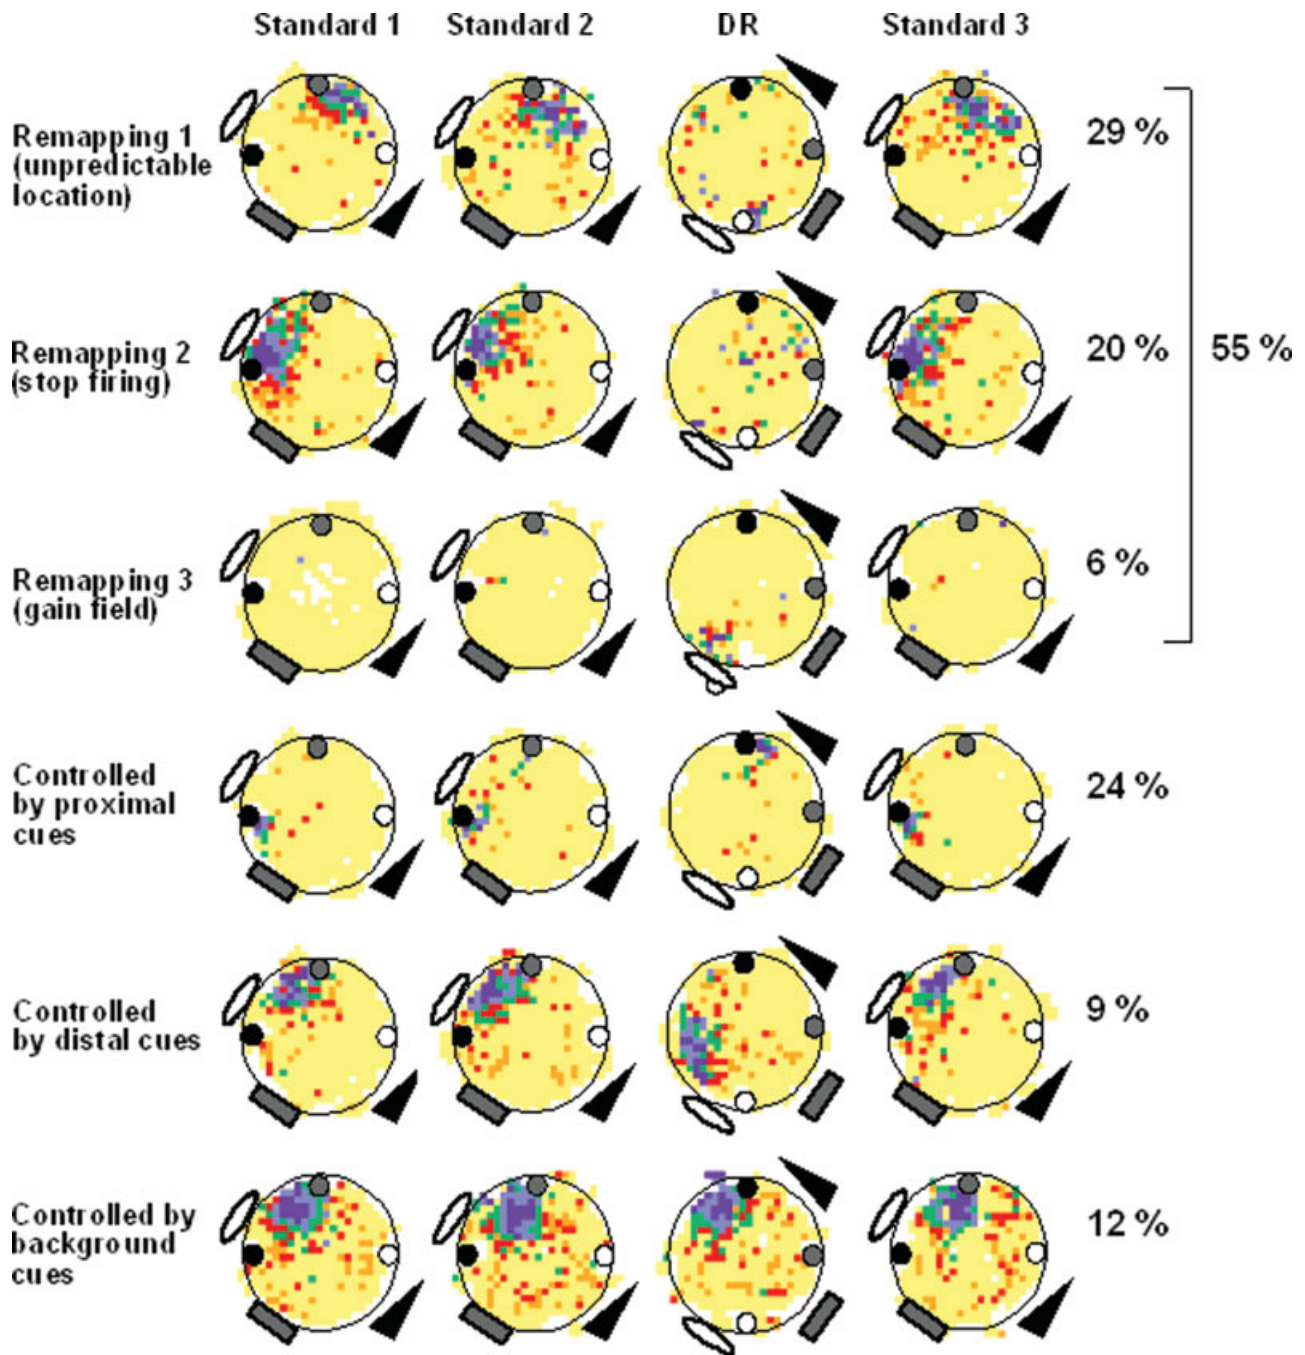 Standard 1 Standard 2 DR Standard 3
Remapping 1
(unpredictable
location)
29 %
Remapping 2
(stop firing)
20 %
55 %
Remapping 3
(gain field)
6 %
Controlled
by proximal
cues
24 %
Controlled
by distal cues
9 %
Controlled by
background
cues
12 %